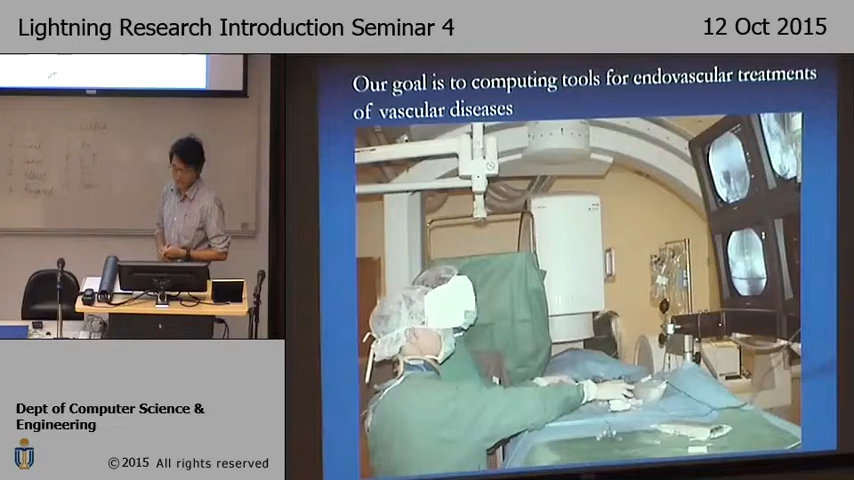 Lightning Research Introduction Seminar 4
12 Oct 2015
Our goal is to computing tools for endovascular treatments
of vascular diseases
Dept of Computer Science &
Engineering
©2015 All rights reserved